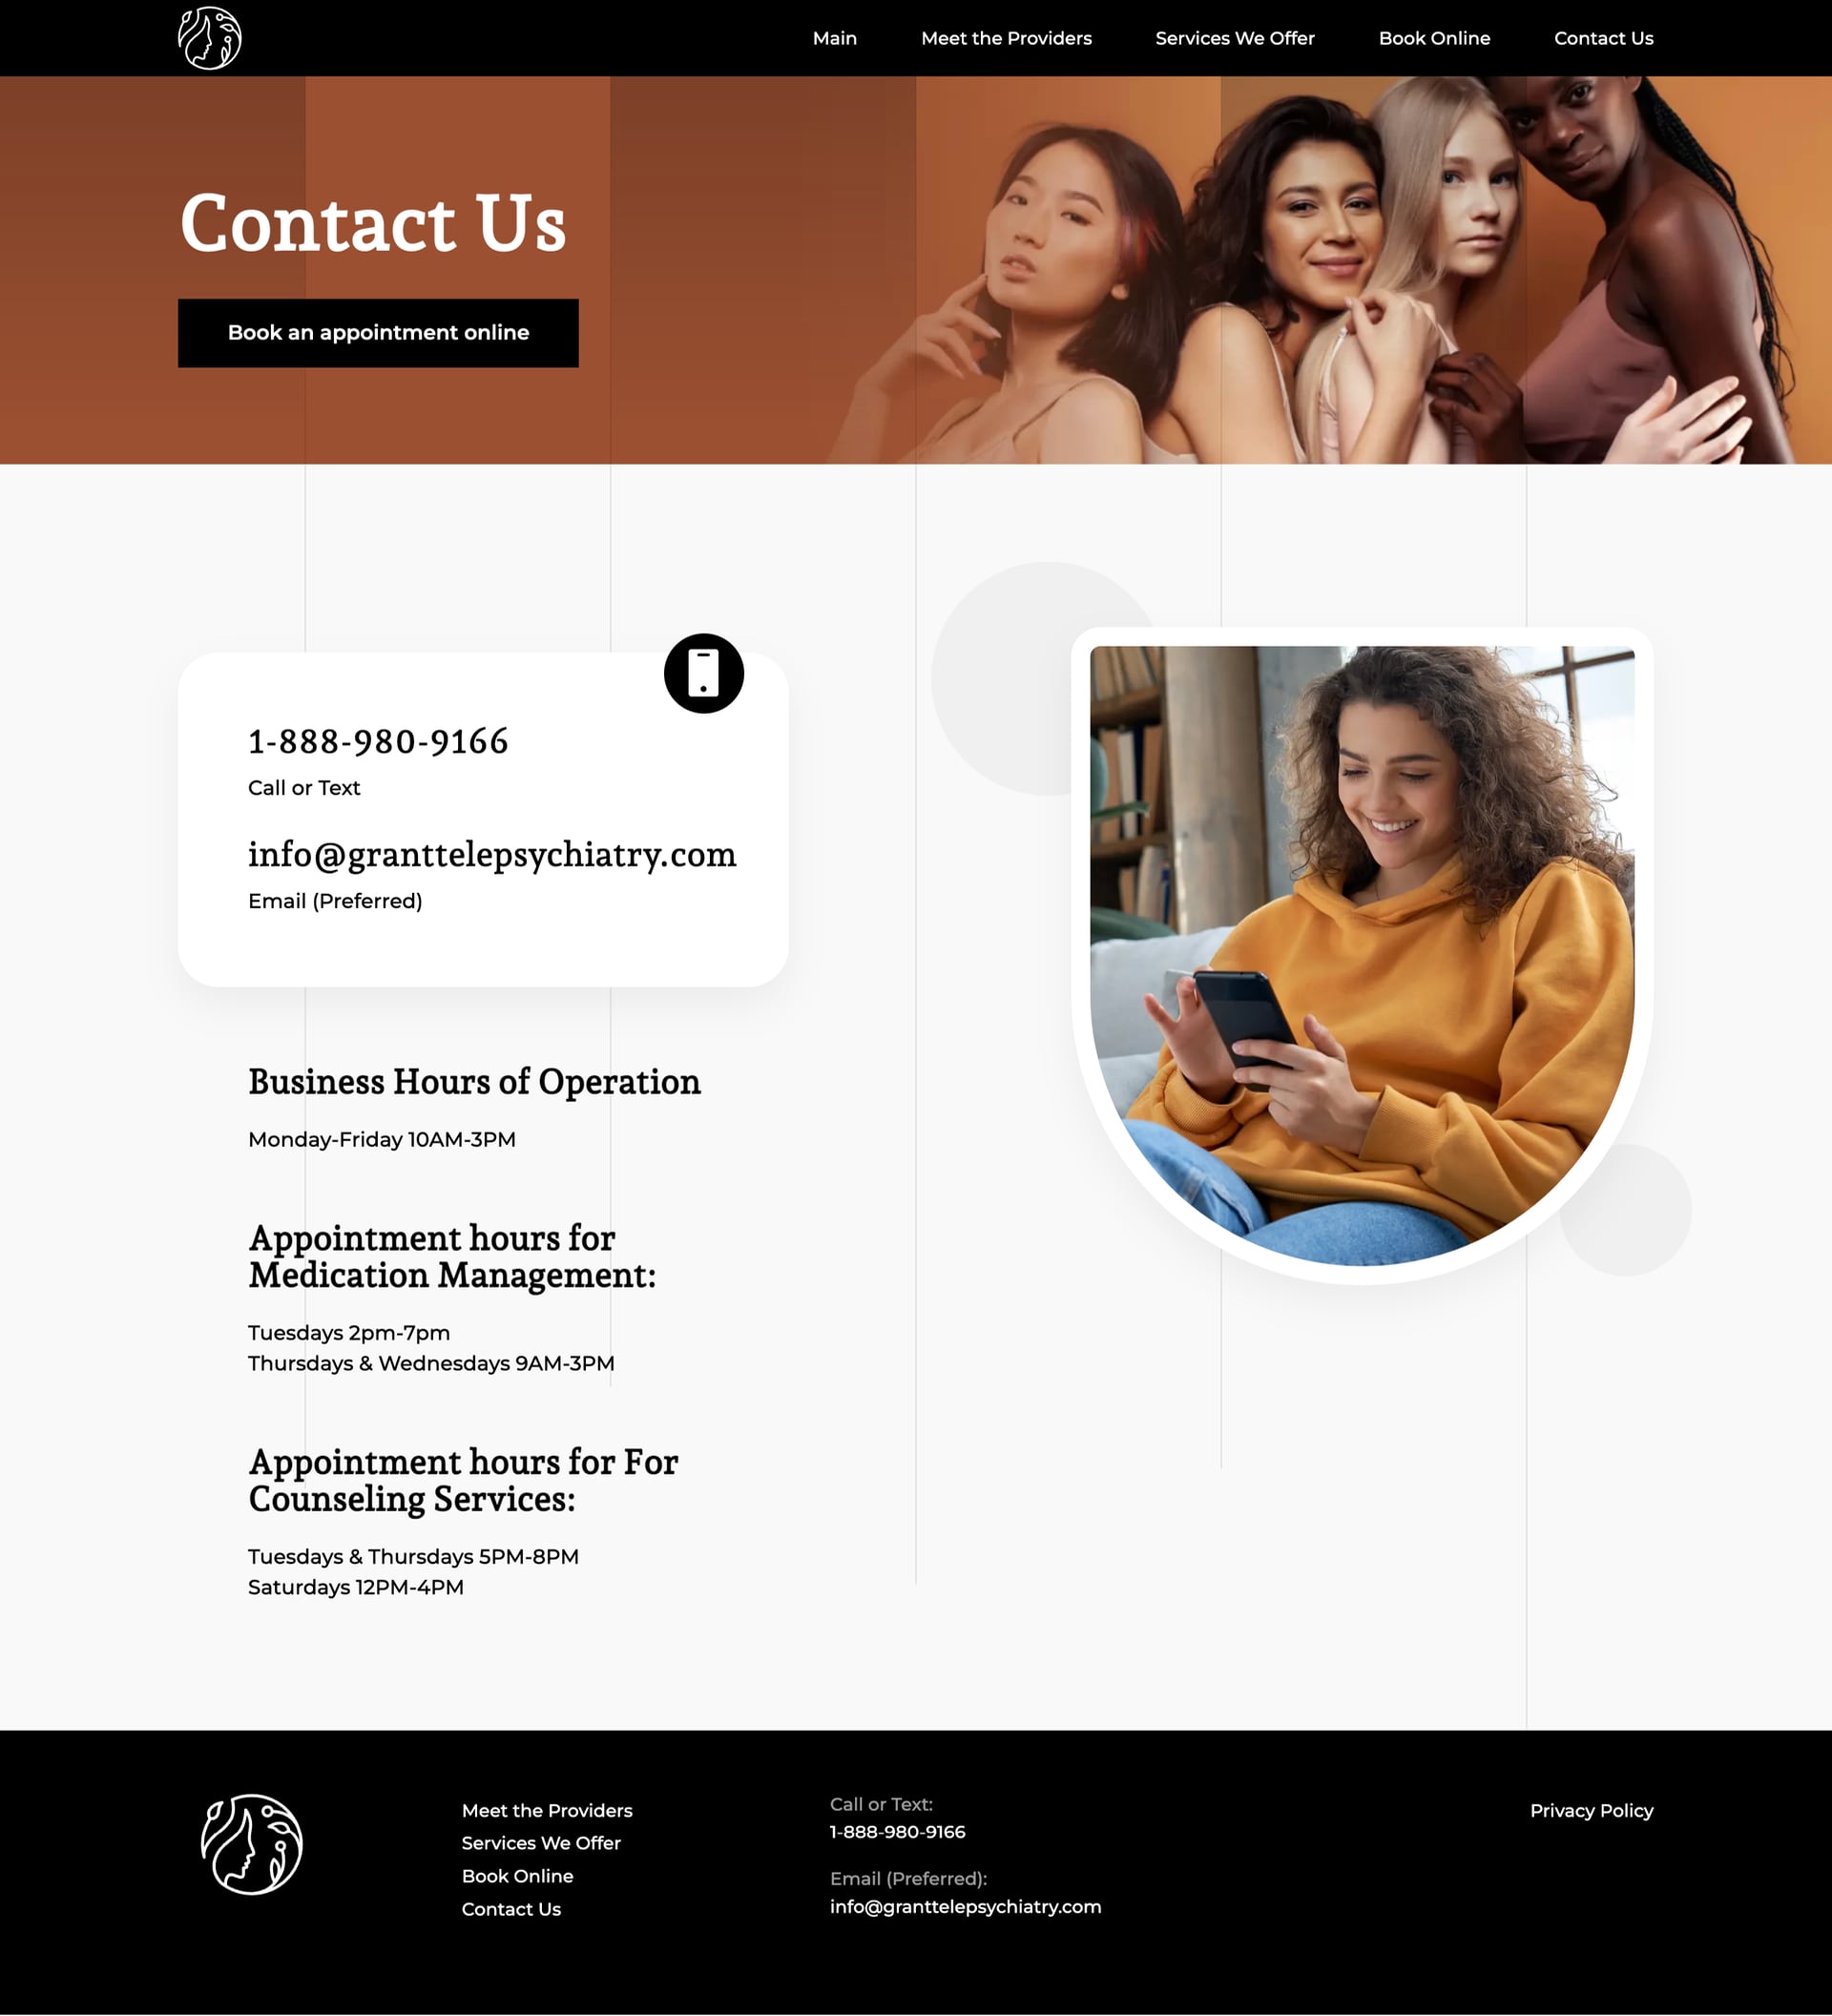 Main
Meet the Providers
Services We Offer
Book Online
Contact Us
Contact Us
Book an appointment online
1-888-980-9166
Call or Text
info@granttelepsychiatry.com
Email (Preferred)
Business Hours of Operation
Monday-Friday 10AM-3PM
Appointment hours for
Medication Management:
Tuesdays 2pm-7pm
Thursdays & Wednesdays 9AM-3PM
Appointment hours for For
Counseling Services:
Tuesdays & Thursdays 5PM-8PM
Saturdays 12PM-4PM
Meet the Providers
Services We Offer
Book Online
Contact Us
Call or Text:
1-888-980-9166
Email (Preferred):
info@granttelepsychiatry.com
Privacy Policy